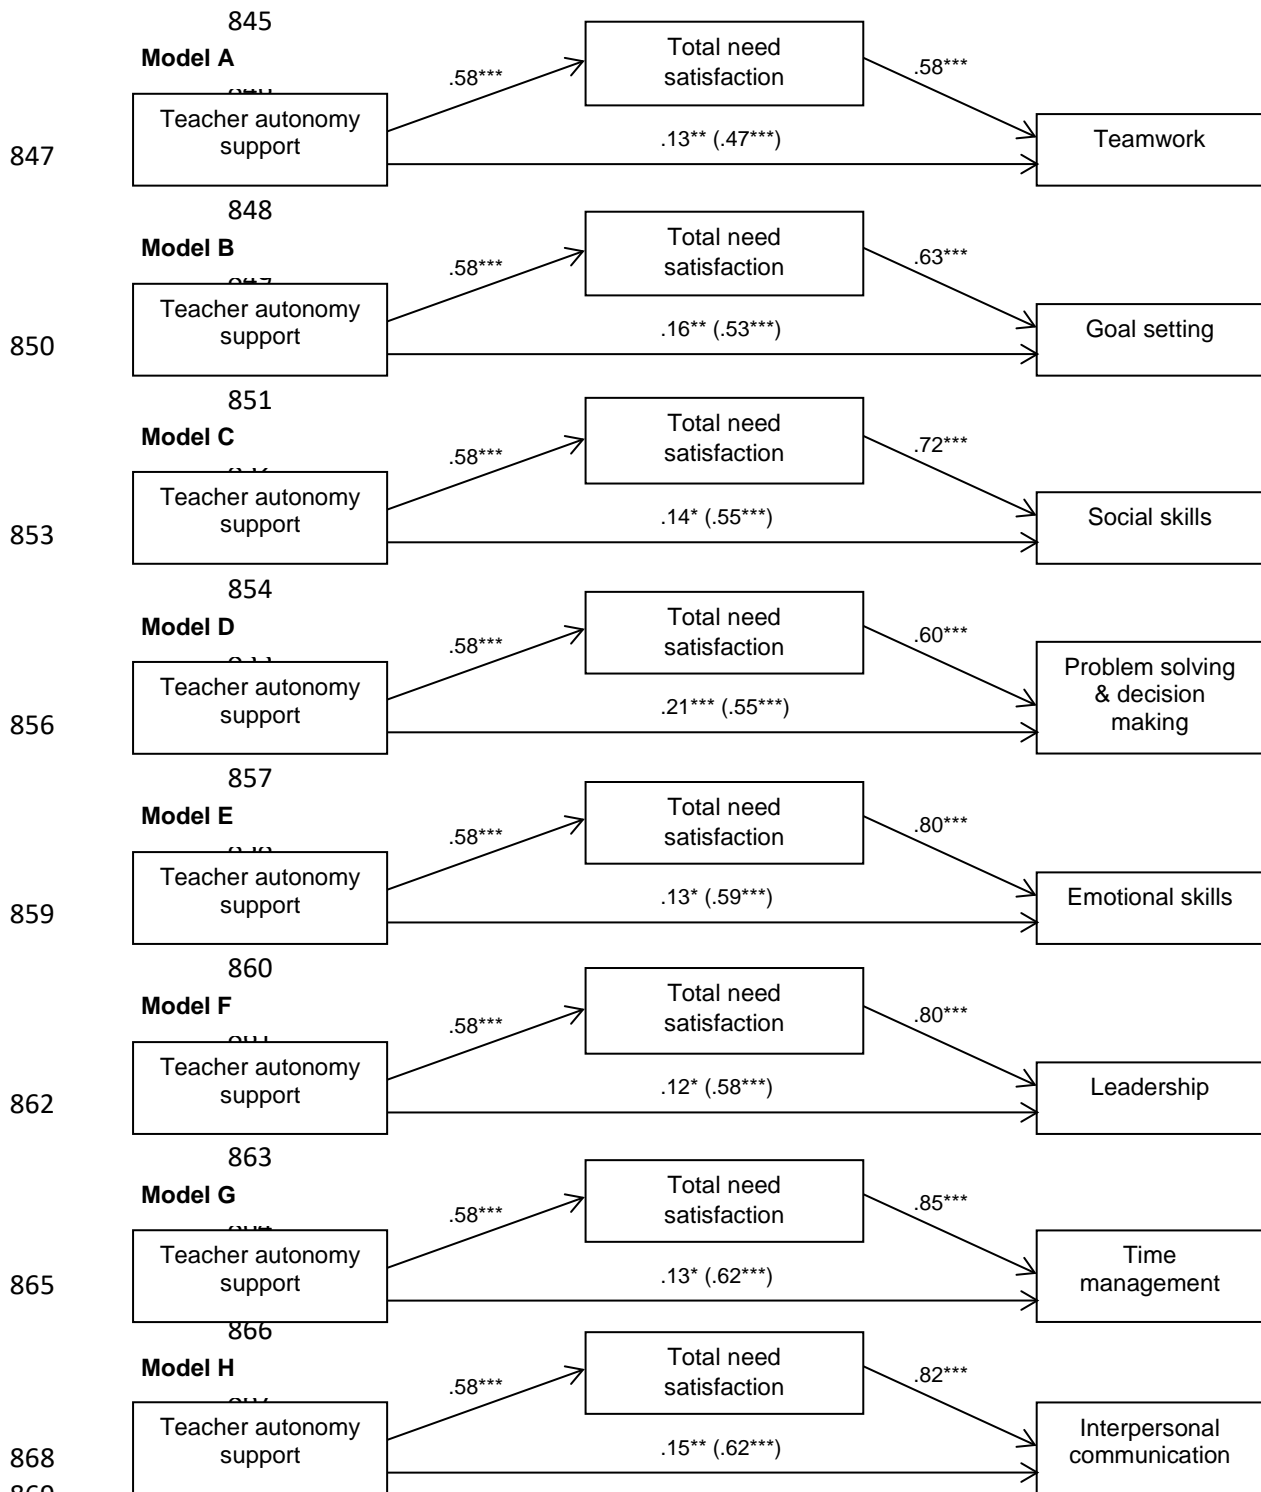 845
Model A
Total need
satisfaction
.58***
.58***
Teacher autonomy
support
.13** (.47***)
Teamwork
847
848
Model B
Total need
satisfaction
.58***
.63***
Teacher autonomy
support
.16** (.53***)
Goal setting
850
851
Model C
Total need
satisfaction
.58***
.72***
Teacher autonomy
support
.14* (.55***)
Social skills
853
854
Model D
Total need
satisfaction
.58***
.60***
Teacher autonomy
support
.21*** (.55***)
Problem solving
& decision
making
856
857
Model E
Total need
satisfaction
.58***
.80***
Teacher autonomy
support
.13* (.59***)
Emotional skills
859
860
Model F
Total need
satisfaction
.58***
.80***
Teacher autonomy
support
.12* (.58***)
Leadership
862
863
Model G
Total need
satisfaction
.58***
.85***
Teacher autonomy
support
.13* (.62***)
Time
management
865
866
Model H
Total need
satisfaction
.58***
.82***
Teacher autonomy
support
.15** (.62***)
Interpersonal
communication
868